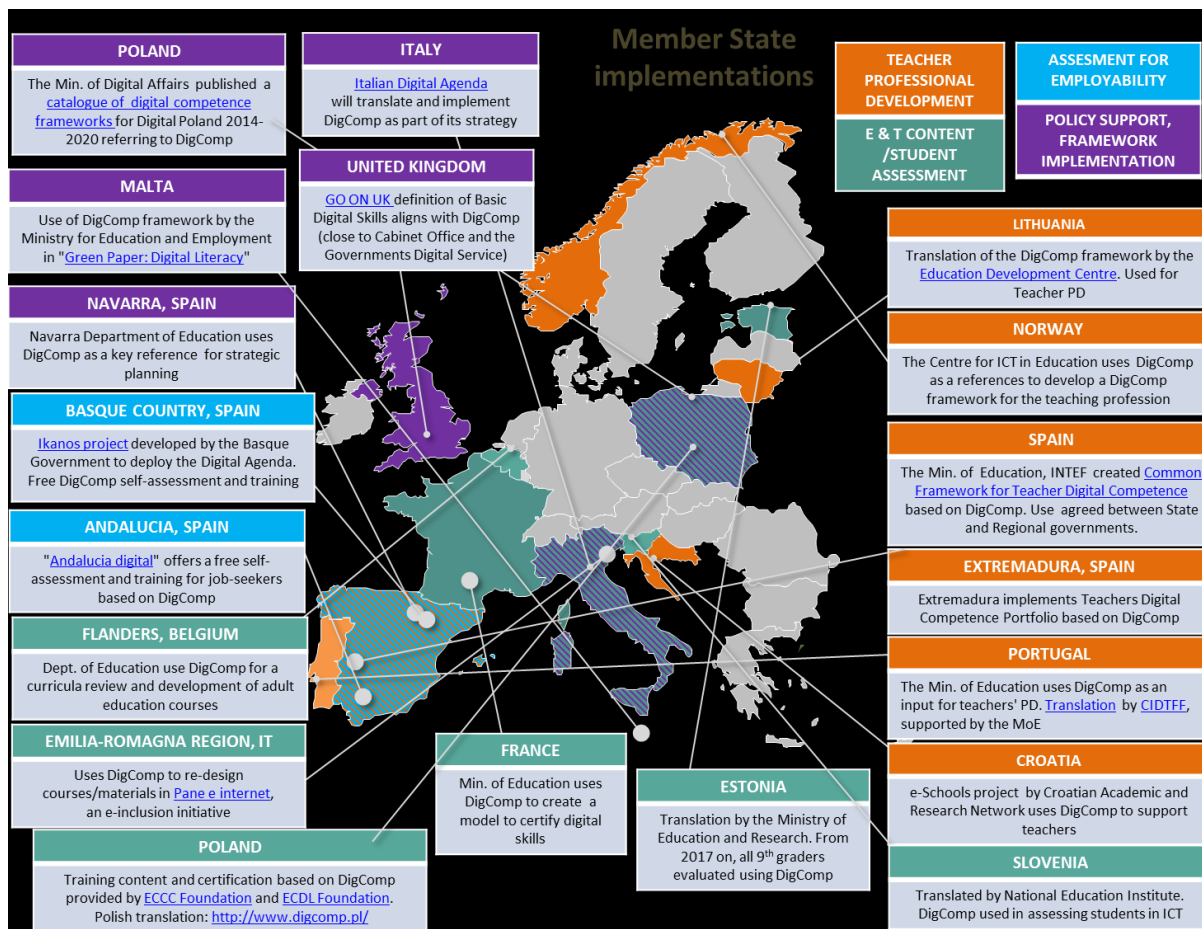 Member State
implementations
TEACHER
PROFESSIONAL
DEVELOPMENT
ASSESMENT FOR
EMPLOYABILITY
E & T CONTENT
/STUDENT
ASSESSMENT
POLICY SUPPORT,
FRAMEWORK
IMPLEMENTATION
POLAND
The Min. of Digital Affairs published a
catalogue of digital competence
frameworks for Digital Poland 2014-
2020 referring to DigComp
ITALY
Italian Digital Agenda
will translate and implement
DigComp as part of its strategy
UNITED KINGDOM
GO ON UK definition of Basic
Digital Skills aligns with DigComp
(close to Cabinet Office and the
Governments Digital Service)
MALTA
Use of DigComp framework by the
Ministry for Education and Employment
in "Green Paper: Digital Literacy"
NAVARRA, SPAIN
Navarra Department of Education uses
DigComp as a key reference for strategic
planning
BASQUE COUNTRY, SPAIN
Ikanos project developed by the Basque
Government to deploy the Digital Agenda.
Free DigComp self-assessment and training
ANDALUCIA, SPAIN
"Andalucia digital" offers a free self-
assessment and training for job-seekers
based on DigComp
FLANDERS, BELGIUM
Dept. of Education use DigComp for a
curricula review and development of adult
education courses
EMILIA-ROMAGNA REGION, IT
Uses DigComp to re-design
courses/materials in Pane e internet,
an e-inclusion initiative
POLAND
Training content and certification based on DigComp
provided by ECCC Foundation and ECDL Foundation.
Polish translation: http://www.digcomp.pl/
FRANCE
Min. of Education uses
DigComp to create a
model to certify digital
skills
ESTONIA
Translation by the Ministry
of Education and Research. From
2017 on, all 9th graders
evaluated using DigComp
LITHUANIA
Translation of the DigComp framework by the
Education Development Centre. Used for
Teacher PD
NORWAY
The Centre for ICT in Education uses DigComp
as a references to develop a DigComp
framework for the teaching profession
SPAIN
The Min. of Education, INTEF created Common
Framework for Teacher Digital Competence
based on DigComp. Use agreed between State
and Regional governments.
EXTREMADURA, SPAIN
Extremadura implements Teachers Digital
Competence Portfolio based on DigComp
PORTUGAL
The Min. of Education uses DigComp as an
input for teachers' PD. Translation by CIDTFF,
supported by the MoE
CROATIA
e-Schools project by Croatian Academic and
Research Network uses DigComp to support
teachers
SLOVENIA
Translated by National Education Institute.
DigComp used in assessing students in ICT